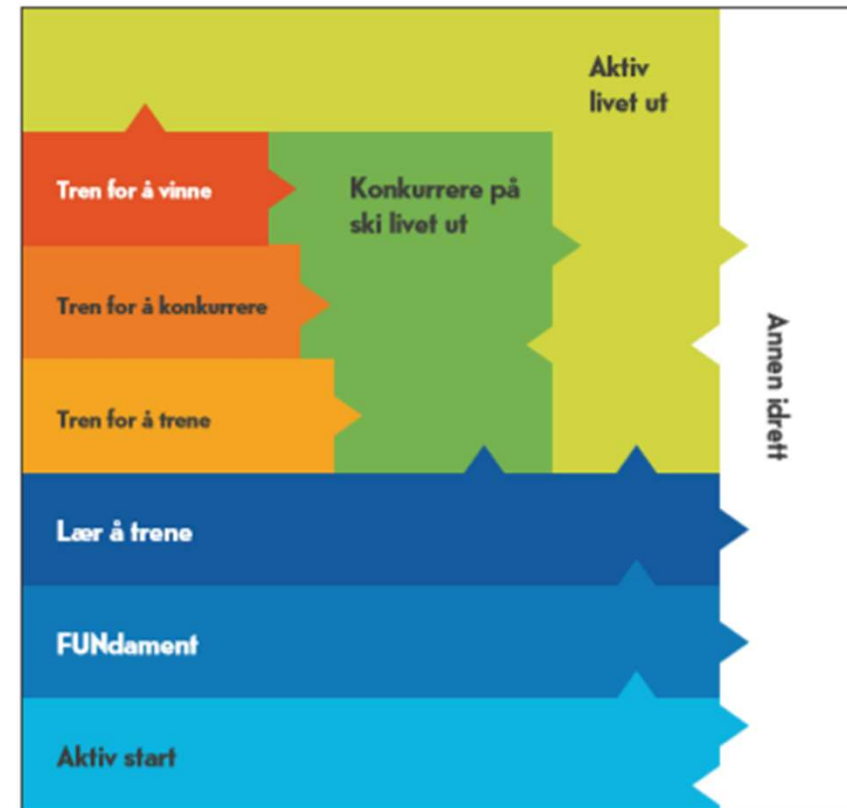 Aktiv
livet ut
Tren for å vinne
Konkurrere på
ski livet ut
Tren for å konkurrere
Annen idrett
Tren for å trene
Lær å trene
FUNdament
Aktiv start